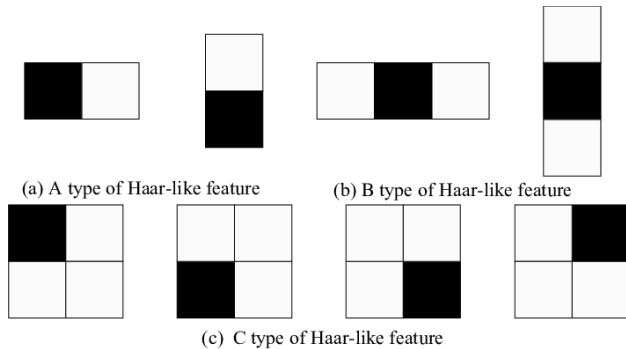 (a) A type of Haar-like feature
(b) B type of Haar-like feature
(c) C type of Haar-like feature